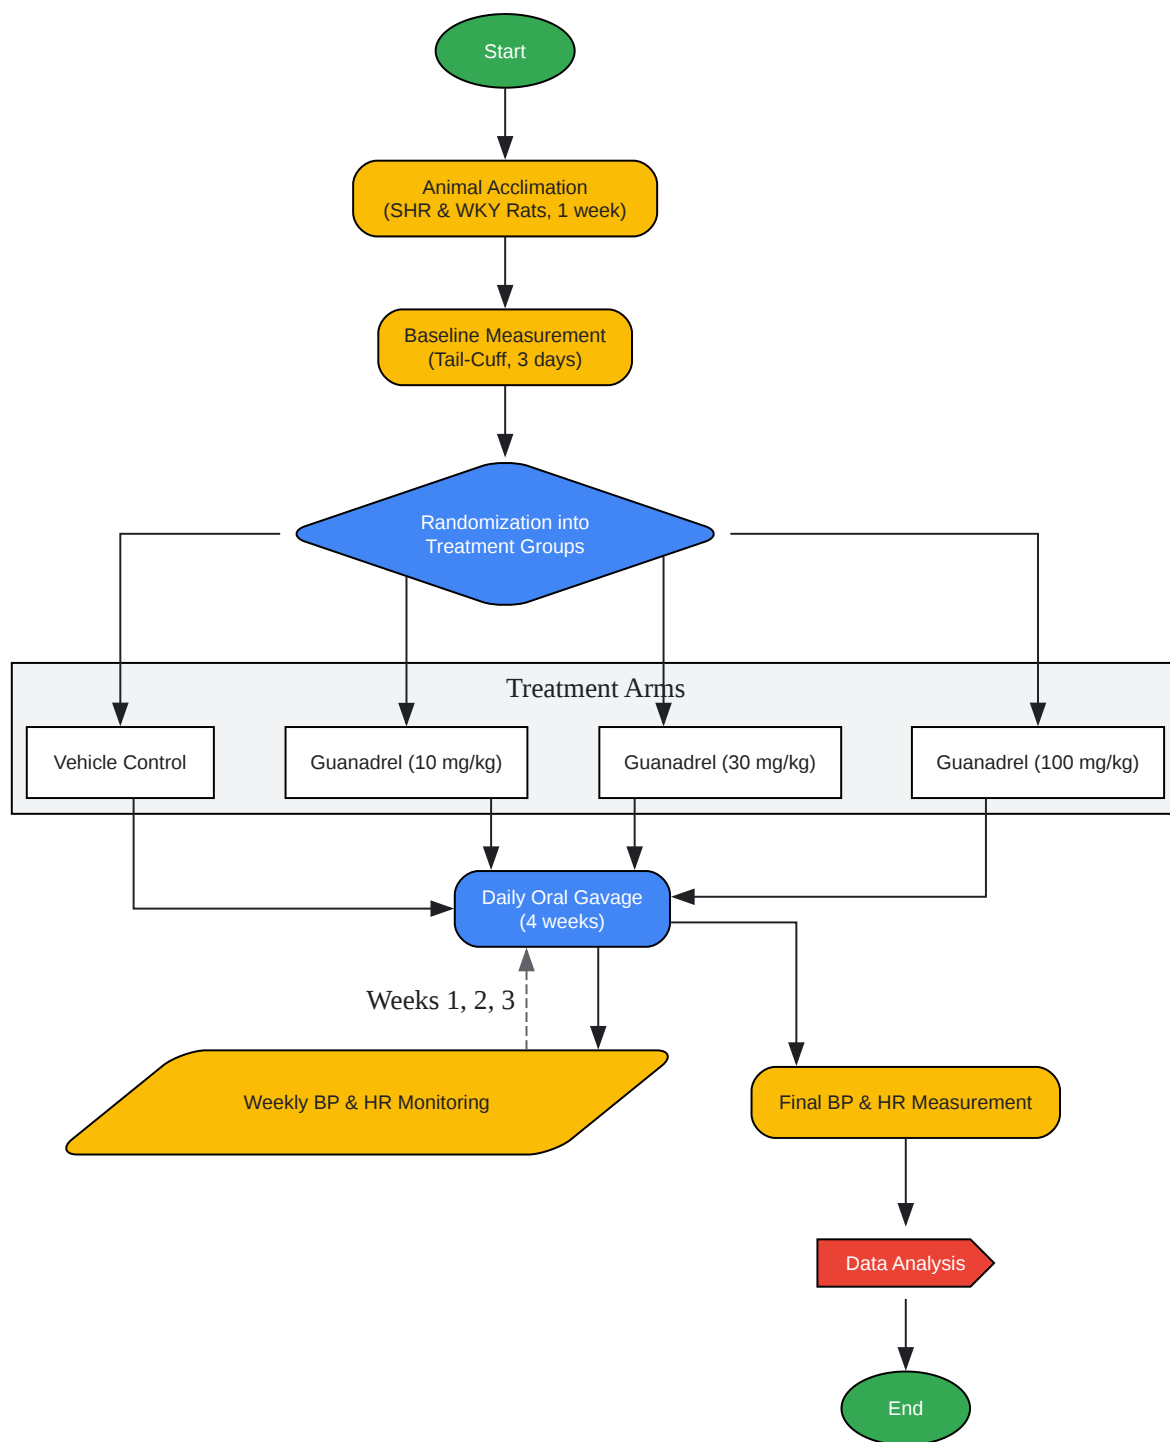 Start
Animal Acclimation
(SHR & WKY Rats, 1 week)
Baseline Measurement
(Tail-Cuff, 3 days)
Randomization into
Treatment Groups
Treatment Arms
Vehicle Control
Guanadrel (10 mg/kg)
Guanadrel (30 mg/kg)
Guanadrel (100 mg/kg)
Daily Oral Gavage
(4 weeks)
Weeks 1, 2, 3
Weekly BP & HR Monitoring
Final BP & HR Measurement
Data Analysis
End